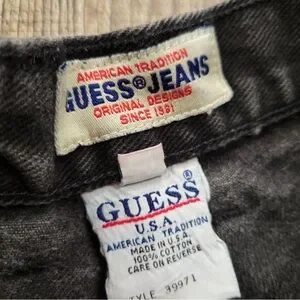 AMERICAN TRADITION
GUESS®JEANS
ORIGINAL DESIGNS
SINCE 1981
GUESS®
U.S.A.
AMERICAN TRADITION
MADE IN U.S.A.
100% COTTON
CARE ON REVERSE
STYLE 39971